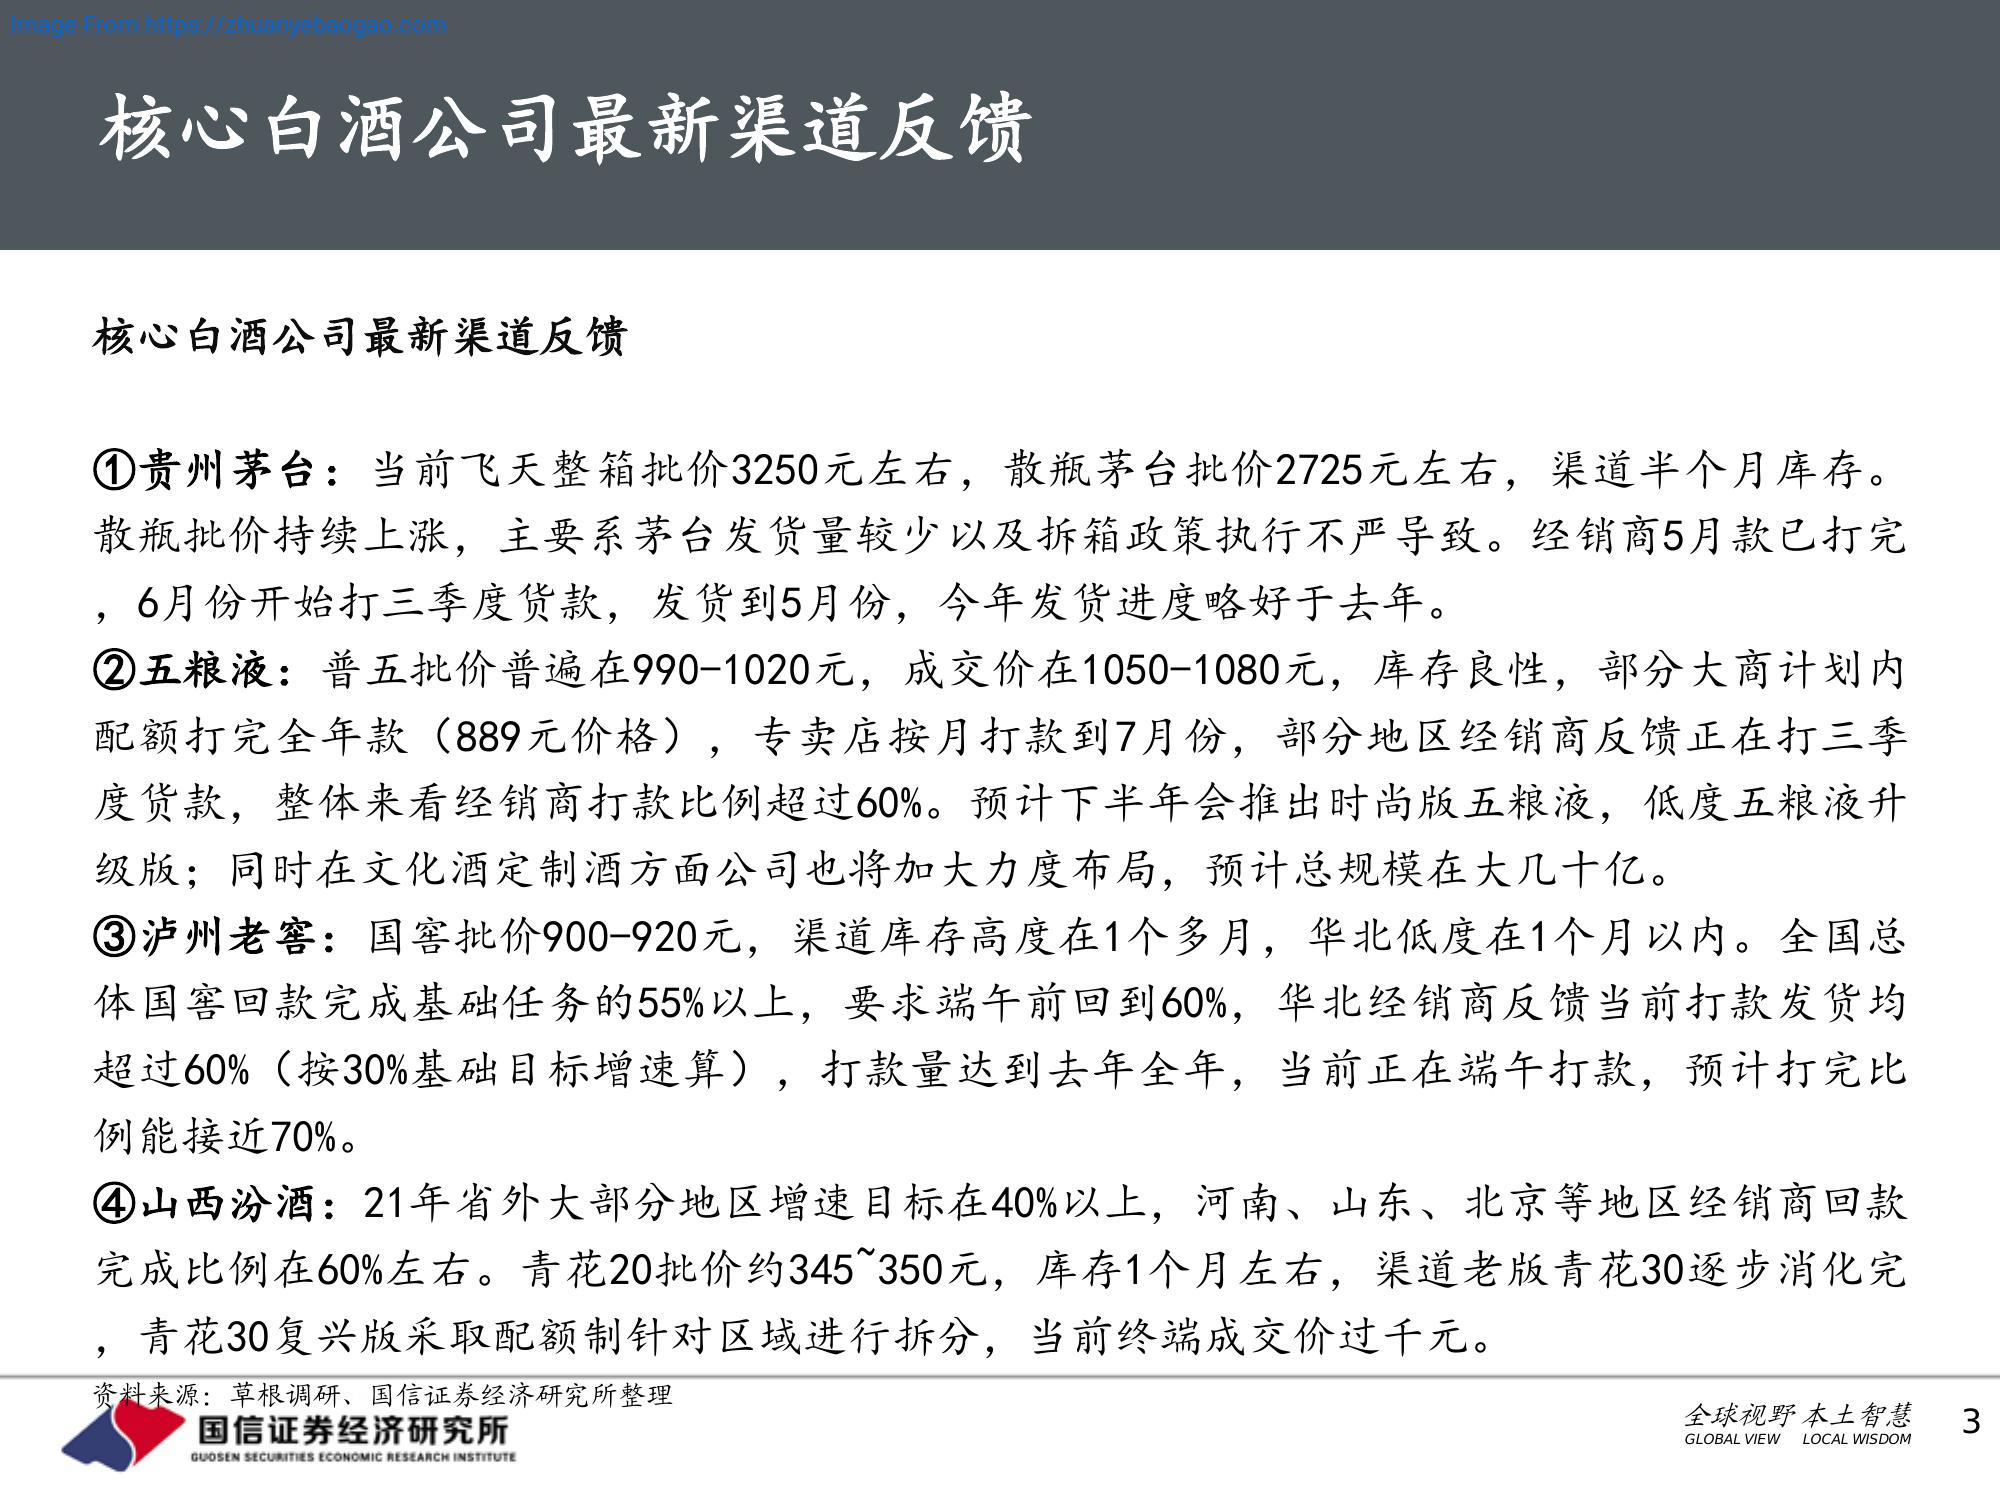 Image From https://zhuanyebaogao.com
核心白酒公司最新渠道反馈
核心白酒公司最新渠道反馈
①贵州茅台：当前飞天整箱批价3250元左右，散瓶茅台批价2725元左右，渠道半个月库存。
散瓶批价持续上涨，主要系茅台发货量较少以及拆箱政策执行不严导致。经销商5月款已打完
，6月份开始打三季度货款，发货到5月份，今年发货进度略好于去年。
②五粮液：普五批价普遍在990-1020元，成交价在1050-1080元，库存良性，部分大商计划内
配额打完全年款（889元价格），专卖店按月打款到7月份，部分地区经销商反馈正在打三季
度货款，整体来看经销商打款比例超过60%。预计下半年会推出时尚版五粮液，低度五粮液升
级版；同时在文化酒定制酒方面公司也将加大力度布局，预计总规模在大几十亿。
③泸州老窖：国窖批价900-920元，渠道库存高度在1个多月，华北低度在1个月以内。全国总
体国窖回款完成基础任务的55%以上，要求端午前回到60%，华北经销商反馈当前打款发货均
超过60%（按30%基础目标增速算），打款量达到去年全年，当前正在端午打款，预计打完比
例能接近70%。
④山西汾酒：21年省外大部分地区增速目标在40%以上，河南、山东、北京等地区经销商回款
完成比例在60%左右。青花20批价约345~350元，库存1个月左右，渠道老版青花30逐步消化完
，青花30复兴版采取配额制针对区域进行拆分，当前终端成交价过千元。
资料来源：草根调研、国信证券经济研究所整理
国信证券经济研究所
GUOSEN SECURITIES ECONOMIC RESEARCH INSTITUTE
全球视野 本土智慧
GLOBAL VIEW LOCAL WISDOM
3